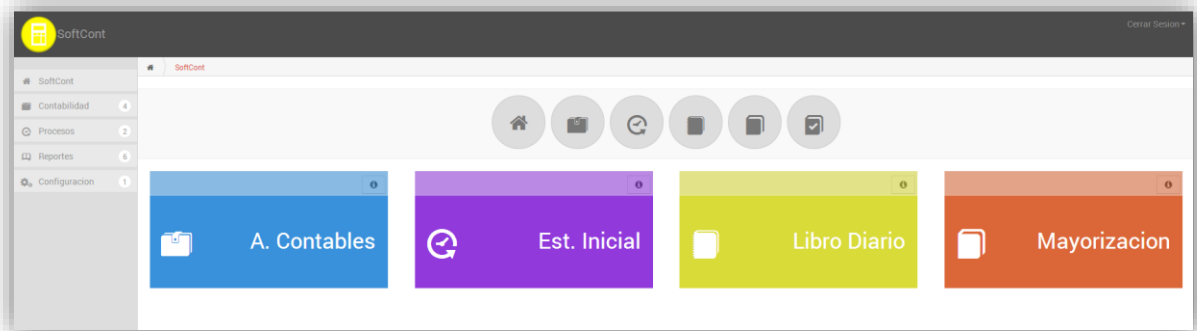 SoftCont
Cerrar Sesion
SoftCont
SoftCont
Contabilidad 4
Procesos 2
Reportes 6
Configuracion 1
A. Contables
Est. Inicial
Libro Diario
Mayorizacion